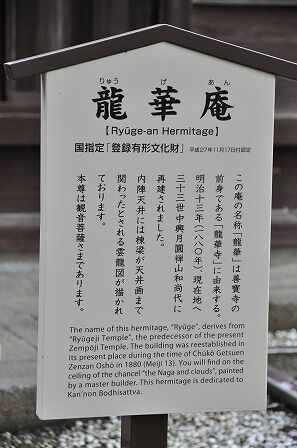 りゅう げ あん
龍華庵
【Ryūge-an Hermitage】
国指定「登録有形文化財」 平成27年11月17日付認定
この庵の名称「龍華」は善寳寺の
前身である「龍華寺」に由来する。
明治十三年(一八八〇年)、現在地へ
三十三世中興月圓禅山和尚代に
再建されました。
内陣天井には棟梁が天井画まで
関わったとされる雲龍図が描かれ
ております。
本尊は観音菩薩さまであります。
The name of this hermitage, "Ryūge", derives from
"Ryūgeji Temple", the predecessor of the present
Zempōji Temple. The building was reestablished in
its present place during the time of Chūkō Getsuen
Zenzan Oshō in 1880 (Meiji 13). You will find on the
ceiling of the chancel "the Naga and clouds", painted
by a master builder. This hermitage is dedicated to
Kan'non Bodhisattva.